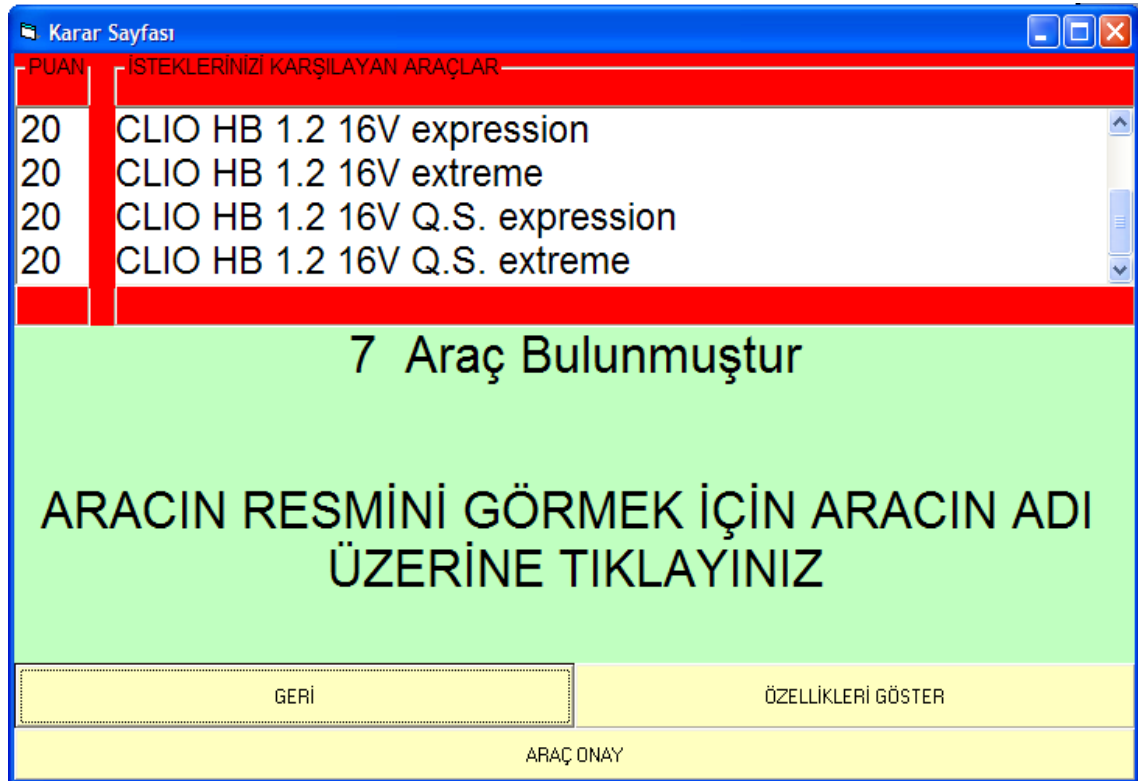 Karar Sayfası
PUAN İSTEKLERİNİZİ KARŞILAYAN ARAÇLAR
20 CLIO HB 1.2 16V expression
20 CLIO HB 1.2 16V extreme
20 CLIO HB 1.2 16V Q.S. expression
20 CLIO HB 1.2 16V Q.S. extreme
7 Araç Bulunmuştur
ARACIN RESMİNİ GÖRMEK İÇİN ARACIN ADI
ÜZERİNE TIKLAYINIZ
GERİ ÖZELLİKLERİ GÖSTER
ARAÇ ONAY